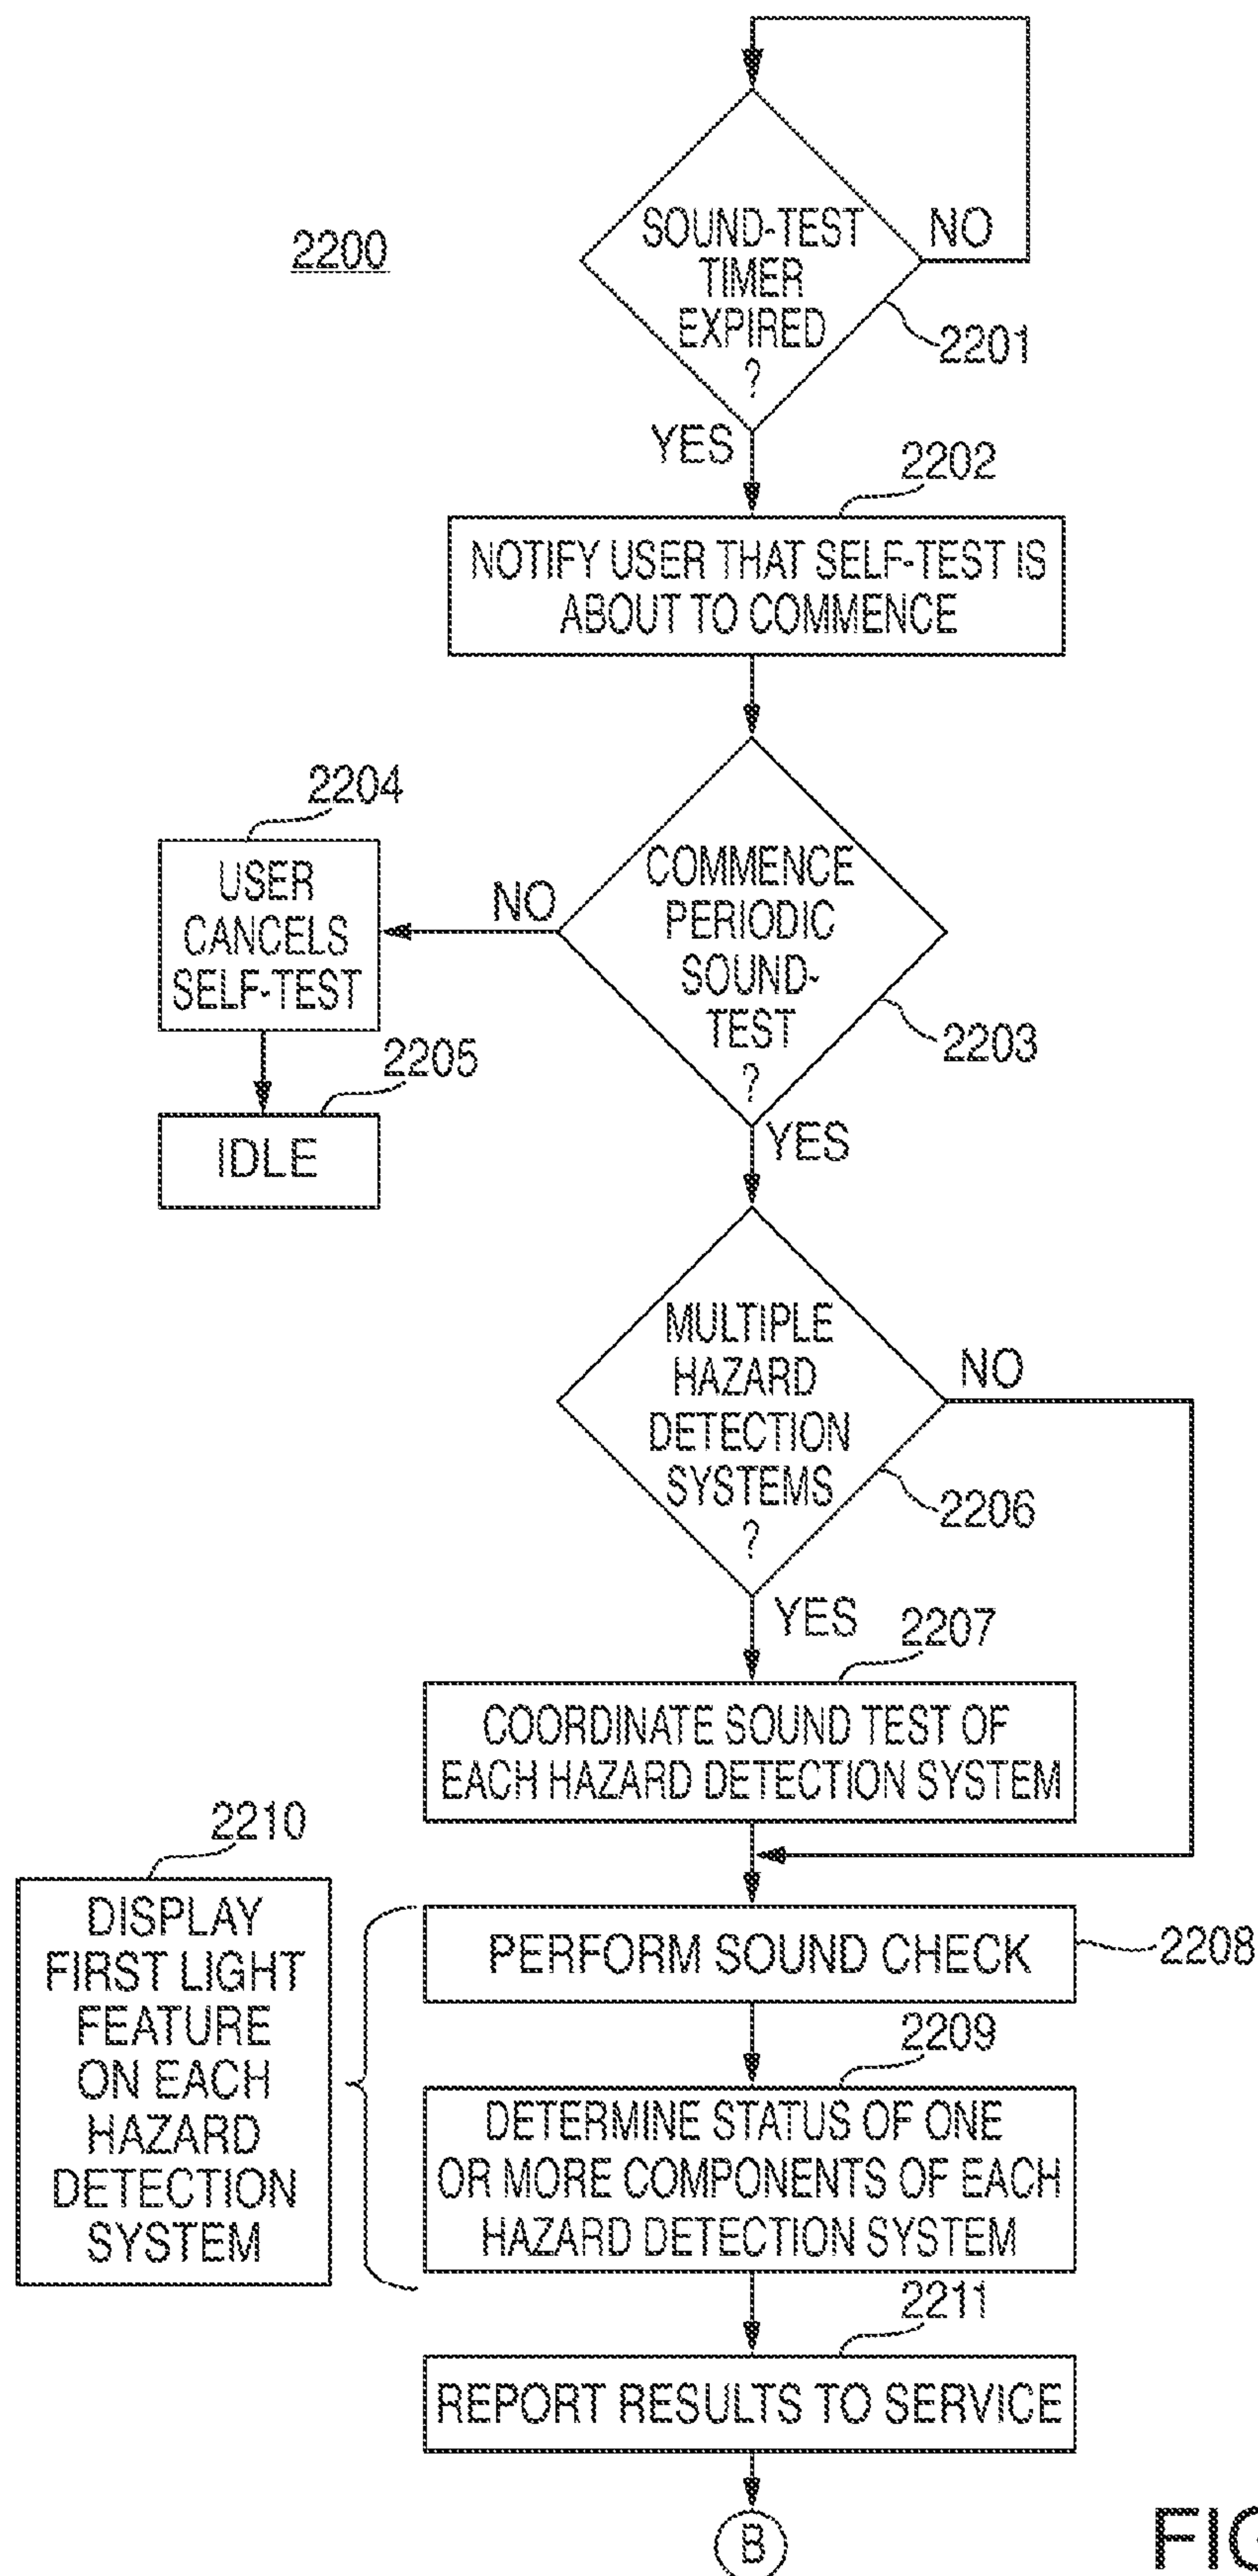 2200
SOUND-TEST
TIMER
EXPIRED
?
NO
2201
YES
2202
NOTIFY USER THAT SELF-TEST IS
ABOUT TO COMMENCE
2204
USER
CANCELS
SELF-TEST
NO
COMMENCE
PERIODIC
SOUND-
TEST
?
2203
2205
IDLE
YES
MULTIPLE
HAZARD
DETECTION
SYSTEMS
?
NO
2206
YES
2207
COORDINATE SOUND TEST OF
EACH HAZARD DETECTION SYSTEM
2210
DISPLAY
FIRST LIGHT
FEATURE
ON EACH
HAZARD
DETECTION
SYSTEM
PERFORM SOUND CHECK
2208
2209
DETERMINE STATUS OF ONE
OR MORE COMPONENTS OF EACH
HAZARD DETECTION SYSTEM
2211
REPORT RESULTS TO SERVICE
B